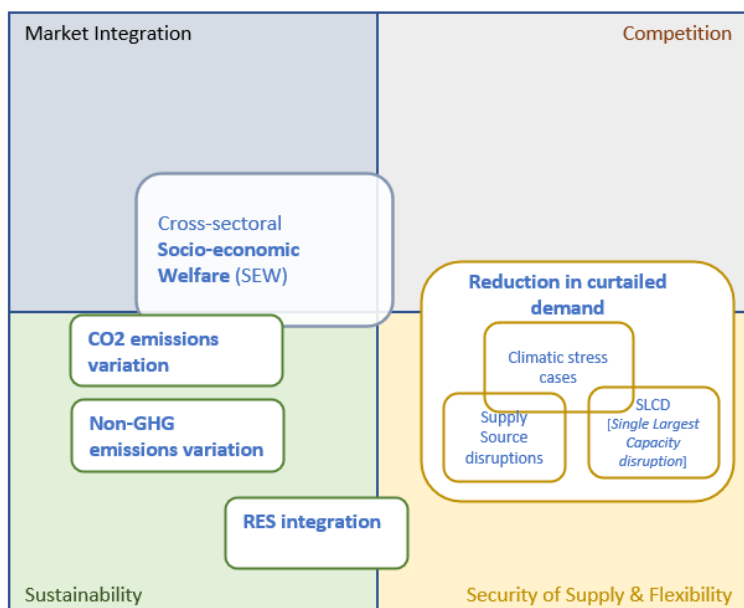 Market Integration
Competition
Cross-sectoral
Socio-economic
Welfare (SEW)
Reduction in curtailed
demand
Climatic stress
cases
Supply
Source
disruptions
SLCD
[Single Largest
Capacity
disruption]
CO2 emissions
variation
Non-GHG
emissions variation
RES integration
Sustainability
Security of Supply & Flexibility